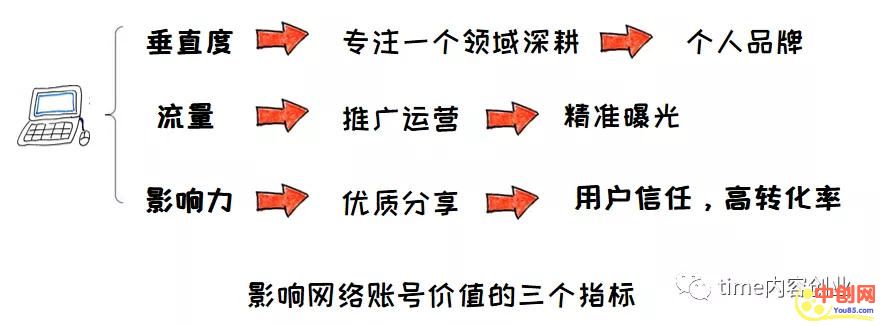 垂直度 专注一个领域深耕 个人品牌
流量 推广运营 精准曝光
影响力 优质分享 用户信任，高转化率
影响网络账号价值的三个指标
time内容创业
中创网
You85.com